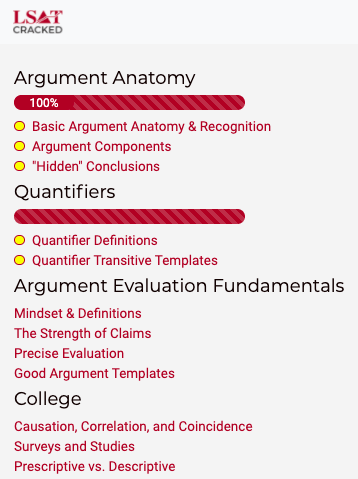 LSAT
CRACKED
Argument Anatomy
100%
Basic Argument Anatomy & Recognition
Argument Components
"Hidden" Conclusions
Quantifiers
Quantifier Definitions
Quantifier Transitive Templates
Argument Evaluation Fundamentals
Mindset & Definitions
The Strength of Claims
Precise Evaluation
Good Argument Templates
College
Causation, Correlation, and Coincidence
Surveys and Studies
Prescriptive vs. Descriptive